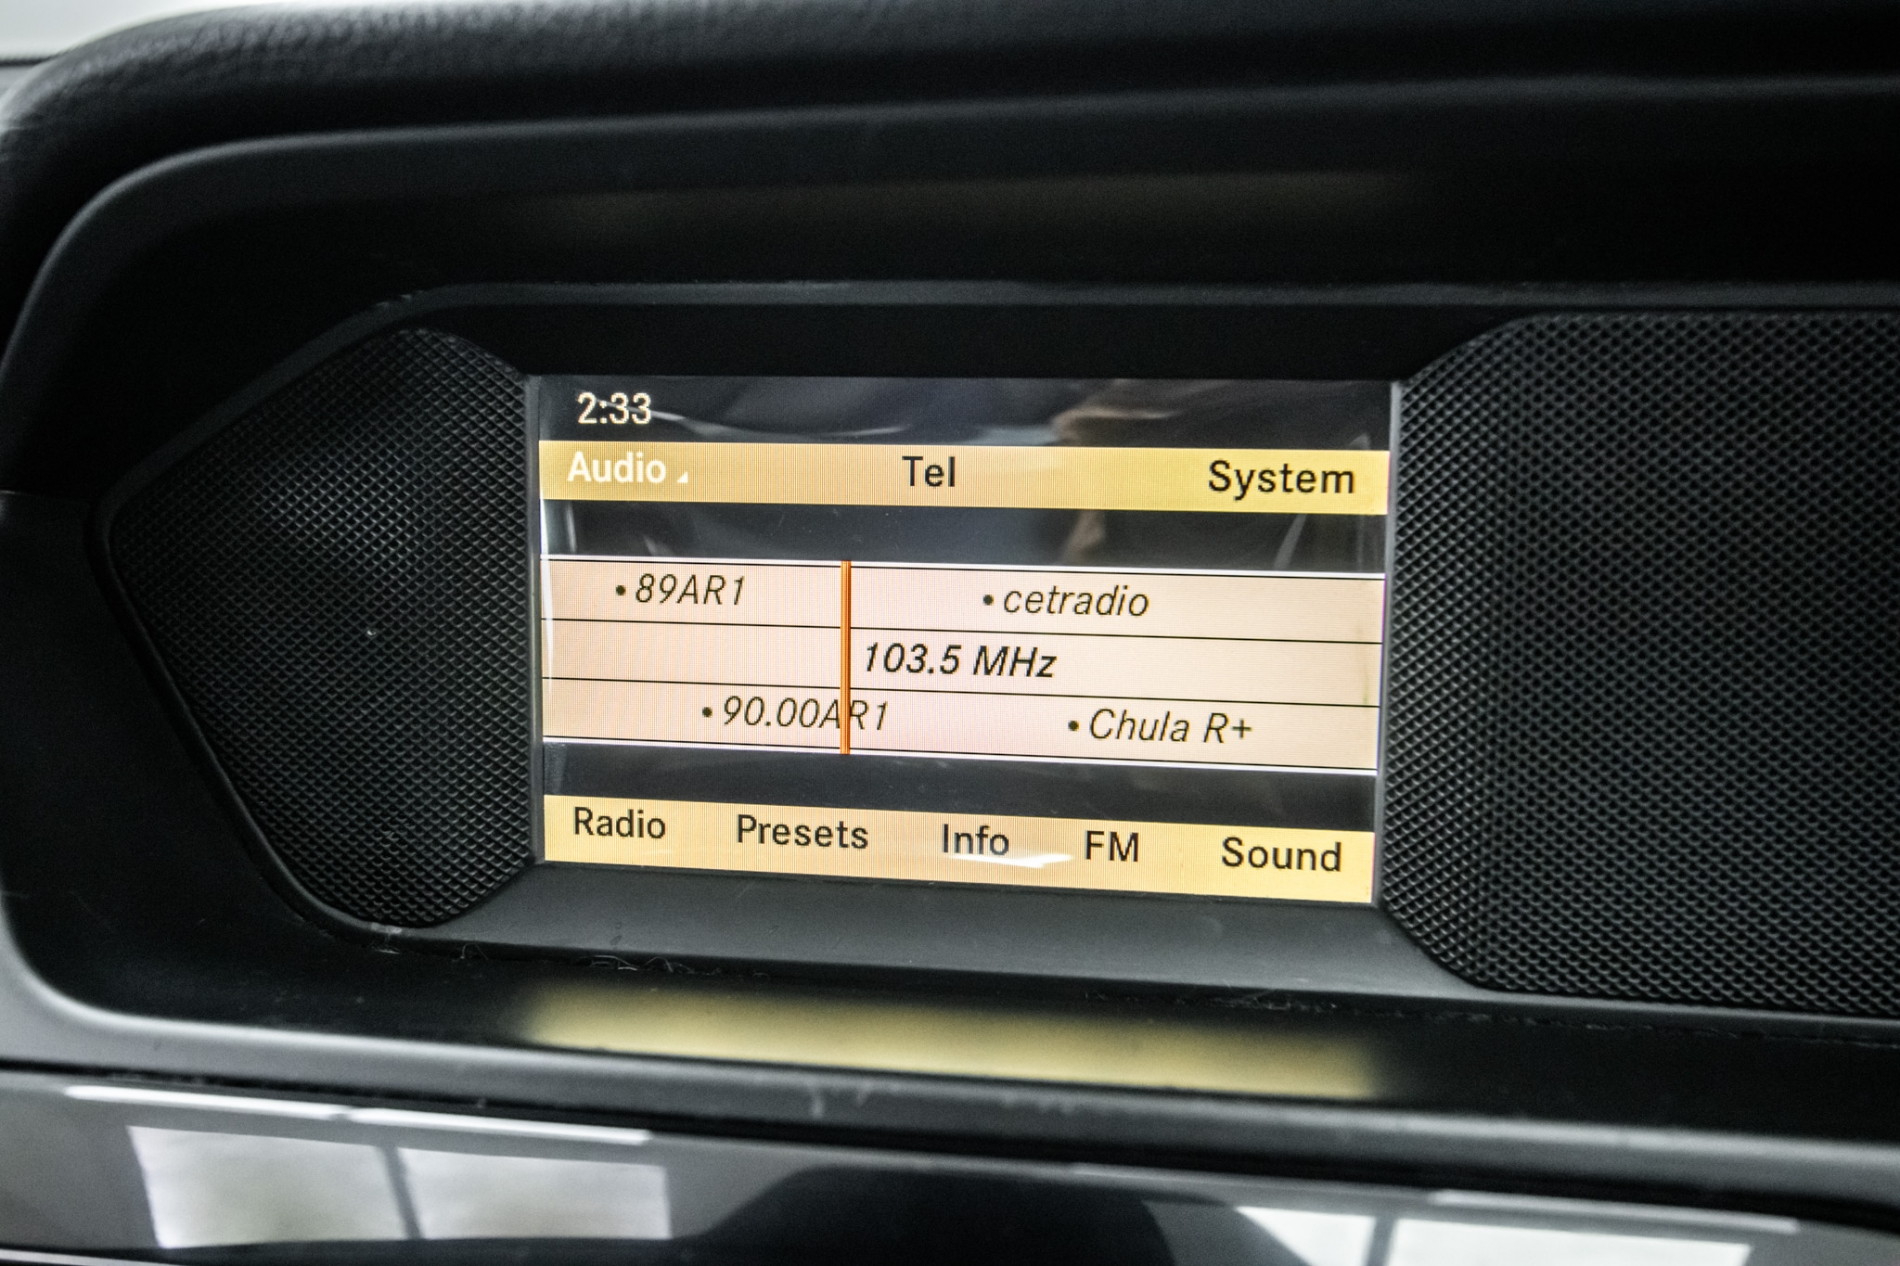 2:33
Audio Tel System
•89AR1 •cetradio
103.5 MHz
•90.00AR1 •Chula R+
Radio Presets Info FM Sound